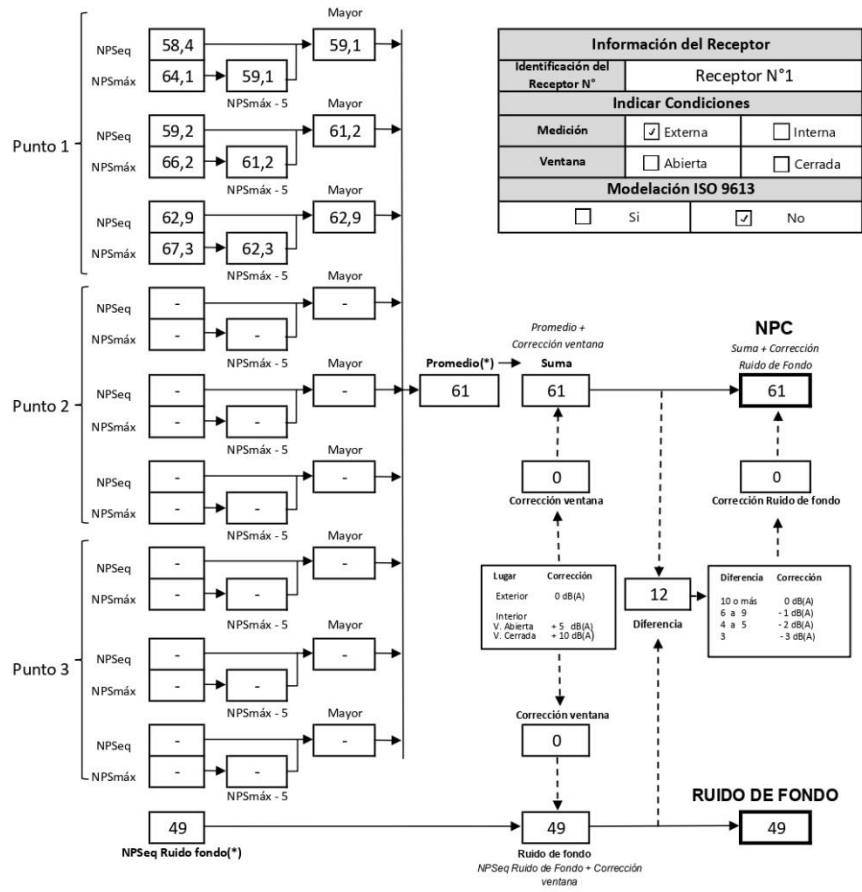 Mayor
NPSeq 58,4 59,1
NPSmáx 64,1 59,1
NPSmáx - 5
Mayor
Punto 1
NPSeq 59,2 61,2
NPSmáx 66,2 61,2
NPSmáx - 5
Mayor
NPSeq 62,9 62,9
NPSmáx 67,3 62,3
NPSmáx - 5
Mayor
NPSeq - -
NPSmáx - -
NPSmáx - 5
Mayor
Punto 2
NPSeq - -
NPSmáx - -
NPSmáx - 5
Mayor
NPSeq - -
NPSmáx - -
NPSmáx - 5
Mayor
NPSeq - -
NPSmáx - -
NPSmáx - 5
Mayor
Punto 3
NPSeq - -
NPSmáx - -
NPSmáx - 5
Mayor
NPSeq - -
NPSmáx - -
NPSmáx - 5
49
NPSeq Ruido fondo(*)
Información del Receptor
Identificación del
Receptor N°
Receptor N°1
Indicar Condiciones
Medición ✓ Externa Interna
Ventana Abierta Cerrada
Modelación ISO 9613
Si ✓ No
Promedio(*)
61
Promedio +
Corrección ventana
Suma
61
NPC
Suma + Corrección
Ruido de Fondo
61
0
Corrección ventana
0
Corrección Ruido de fondo
Lugar Corrección
Exterior 0 dB(A)
Interior
V. Abierta + 5 dB(A)
V. Cerrada + 10 dB(A)
12
Diferencia
Diferencia Corrección
10 o más 0 dB(A)
6 a 9 - 1 dB(A)
4 a 5 - 2 dB(A)
3 - 3 dB(A)
Corrección ventana
0
49
Ruido de fondo
NPSeq Ruido de Fondo + Corrección
ventana
RUIDO DE FONDO
49